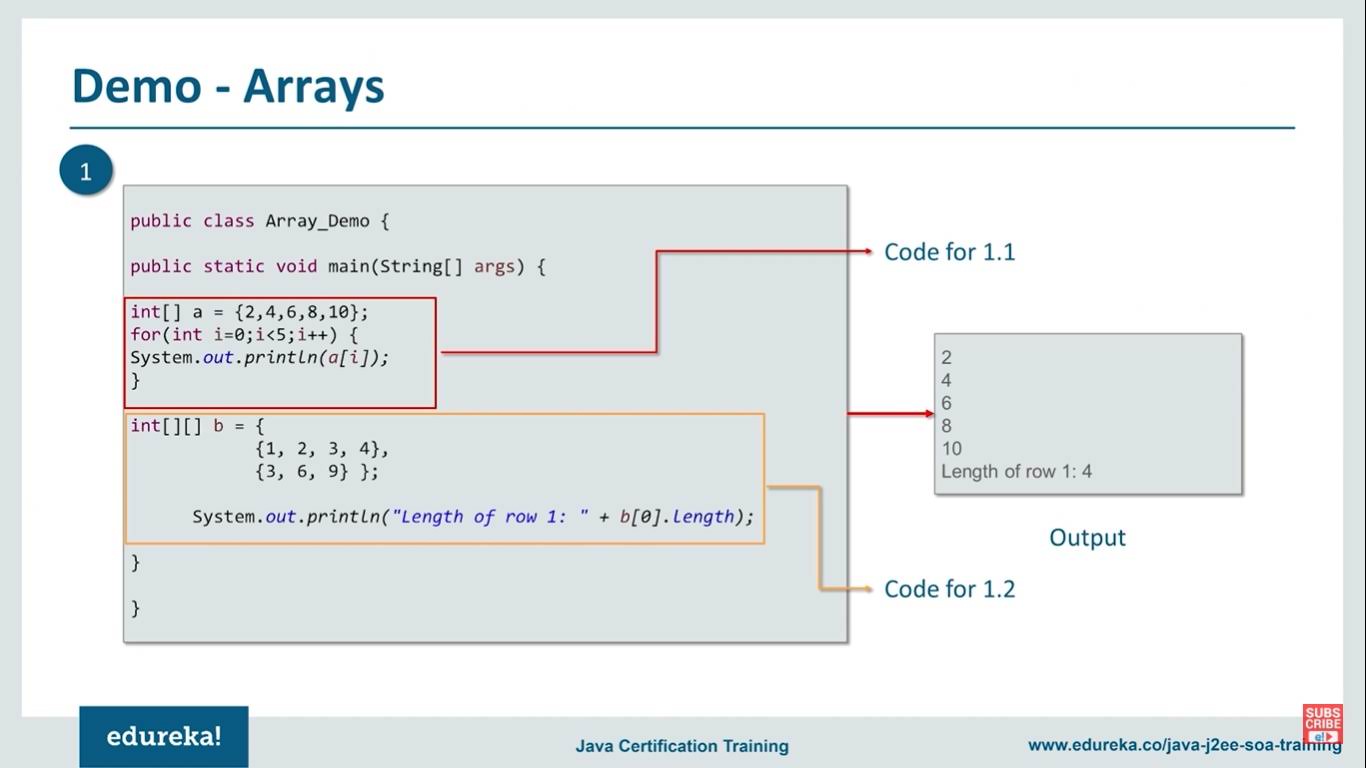 Demo - Arrays
1
public class Array_Demo {
public static void main(String[] args) {
int[] a = {2,4,6,8,10};
for(int i=0;i<5;i++) {
System.out.println(a[i]);
}
int[][] b = {
{1, 2, 3, 4},
{3, 6, 9} };
System.out.println("Length of row 1: " + b[0].length);
}
}
Code for 1.1
2
4
6
8
10
Length of row 1: 4
Output
Code for 1.2
edureka!
Java Certification Training
www.edureka.co/java-j2ee-soa-training
SUBS
CRIBE
e!